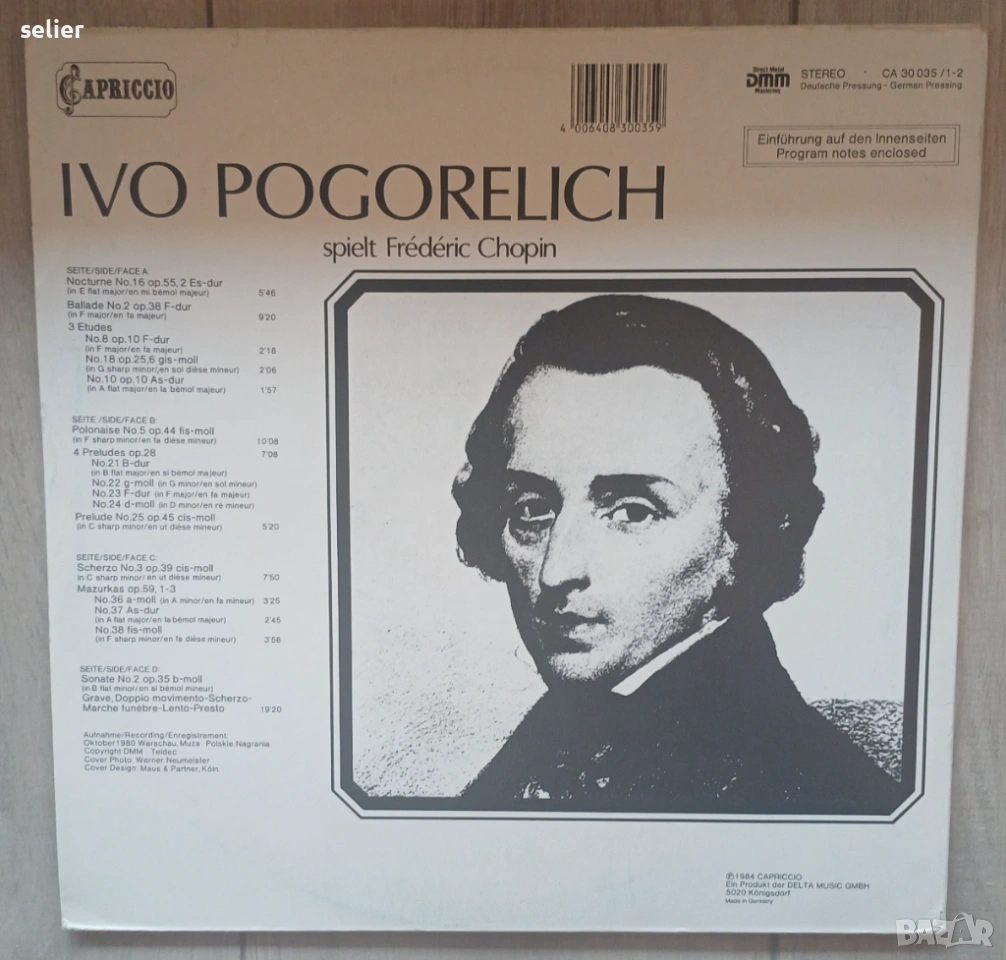 selier
CAPRICCIO
4 006408 300359
Direct Metal
DMM
Mastering
STEREO · CA 30 035 /1-2
Deutsche Pressung - German Pressing
Einführung auf den Innenseiten
Program notes enclosed
IVO POGORELICH
spielt Frédéric Chopin
SEITE/SIDE/FACE A:
Nocturne No.16 op.55,2 Es-dur
(in E flat major/en mi bémol majeur) 5'46
Ballade No.2 op.38 F-dur
(in F major/en fa majeur) 9'20
3 Etudes
No.8 op.10 F-dur
(in F major/en fa majeur) 2'18
No.18 op.25,6 gis-moll
(in G sharp minor/,en sol dièse mineur) 2'06
No.10 op.10 As-dur
(in A flat major/en la bémol majeur) 1'57
SEITE /SIDE/FACE B:
Polonaise No.5 op.44 fis-moll
(in F sharp minor/en fa dièse mineur) 10'08
4 Preludes op.28 7'08
No.21 B-dur
(in B flat major/en si bémol majeur)
No.22 g-moll (in G minor/en sol mineur)
No.23 F-dur (in F major/en fa majeur)
No.24 d-moll (in D minor/en ré mineur)
Prelude No.25 op.45 cis-moll
(in C sharp minor/en ut dièse mineur) 5'20
SEITE/SIDE/FACE C:
Scherzo No.3 op.39 cis-moll
in C sharp minor/ en ut dièse mineur) 7'50
Mazurkas op.59, 1-3
No.36 a-moll (in A minor/en fa mineur) 3'25
No.37 As-dur
(in A flat major/en la bémol majeur) 2'45
No.38 fis-moll
(in F sharp minor/en fa dièse mineur) 3'56
SEITE/SIDE/FACE D:
Sonate No.2 op.35 b-moll
(in B flat minor/en si bémol mineur)
Grave, Doppio movimento-Scherzo-
Marche funèbre-Lento-Presto 19'20
Aufnahme/Recording/Enregistrement:
Oktober 1980 Warschau, Muza Polskie Nagrania
Copyright DMM Teldec
Cover Photo: Werner Neumeister
Cover Design: Maus & Partner, Köln
℗1984 CAPRICCIO
Ein Produkt der DELTA MUSIC GMBH
5020 Königsdorf
Made in Germany
BAZAR